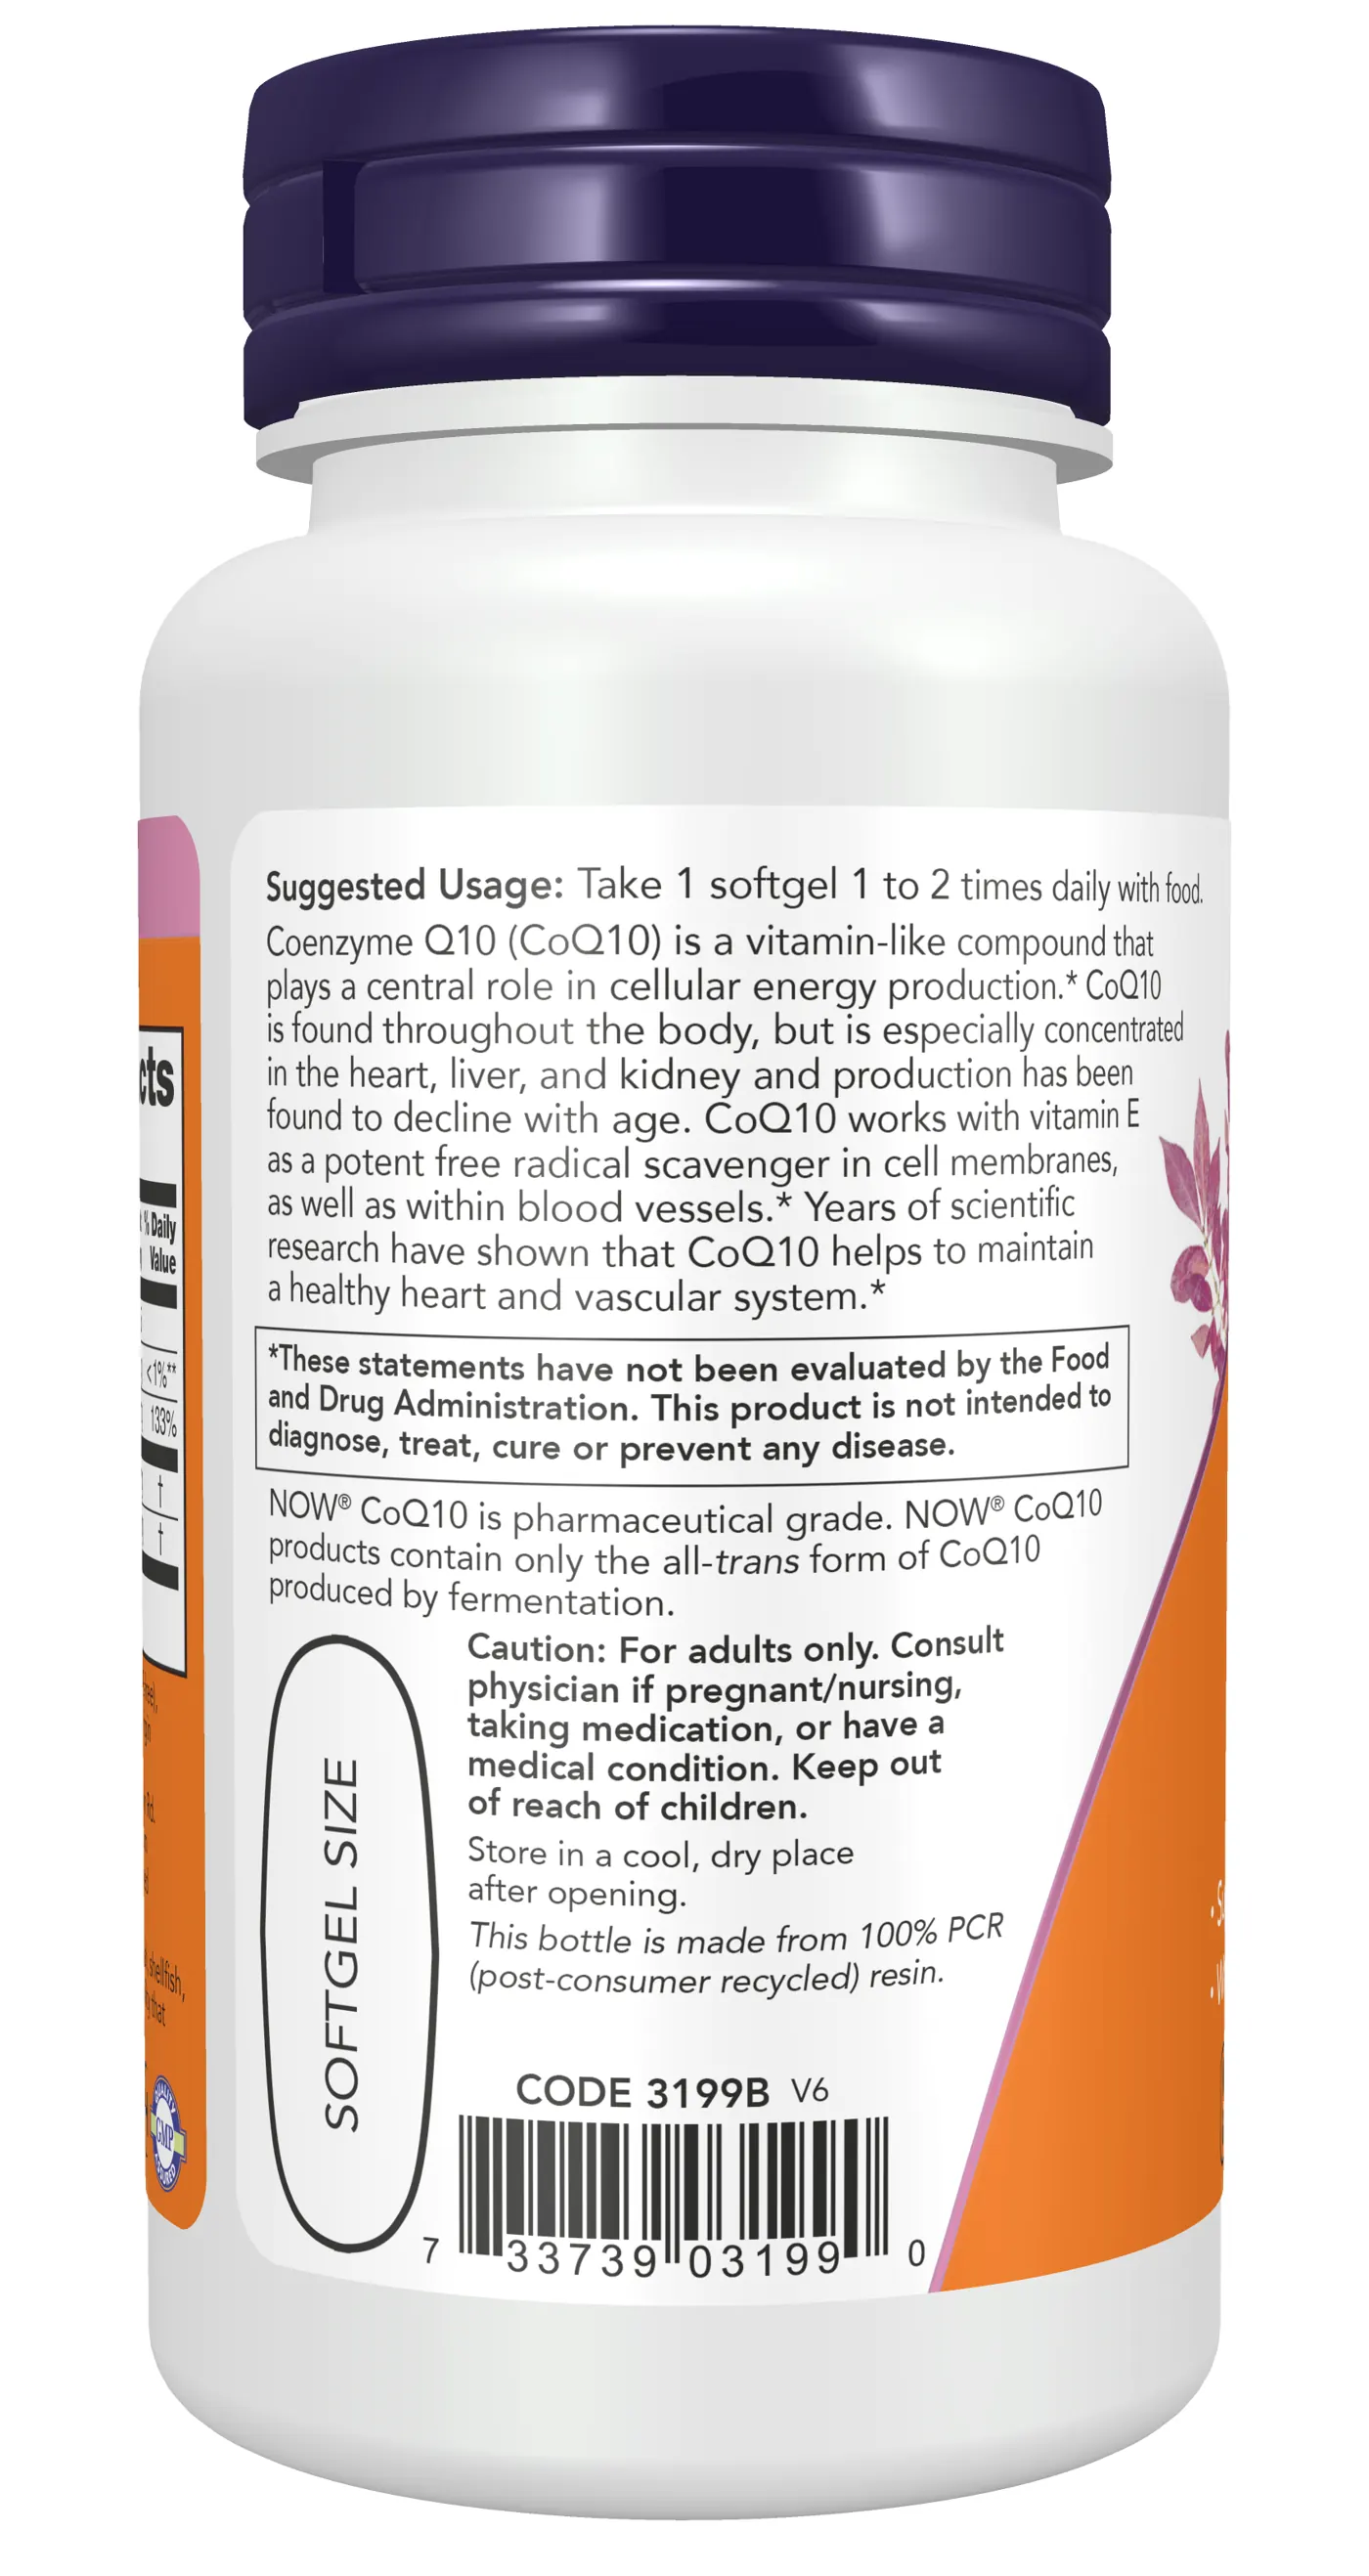 Suggested Usage: Take 1 softgel 1 to 2 times daily with food.
Coenzyme Q10 (CoQ10) is a vitamin-like compound that
plays a central role in cellular energy production.* CoQ10
is found throughout the body, but is especially concentrated
in the heart, liver, and kidney and production has been
found to decline with age. CoQ10 works with vitamin E
as a potent free radical scavenger in cell membranes,
as well as within blood vessels.* Years of scientific
research have shown that CoQ10 helps to maintain
a healthy heart and vascular system.*
*These statements have not been evaluated by the Food
and Drug Administration. This product is not intended to
diagnose, treat, cure or prevent any disease.
NOW® CoQ10 is pharmaceutical grade. NOW® CoQ10
products contain only the all-trans form of CoQ10
produced by fermentation.
Caution: For adults only. Consult
physician if pregnant/nursing,
taking medication, or have a
medical condition. Keep out
of reach of children.
Store in a cool, dry place
after opening.
This bottle is made from 100% PCR
(post-consumer recycled) resin.
SOFTGEL SIZE
CODE 3199B V6
7 33739 03199 0
% Daily
Value
<1%**
133%
†
†
shellfish,
that
QUALITY
GMP